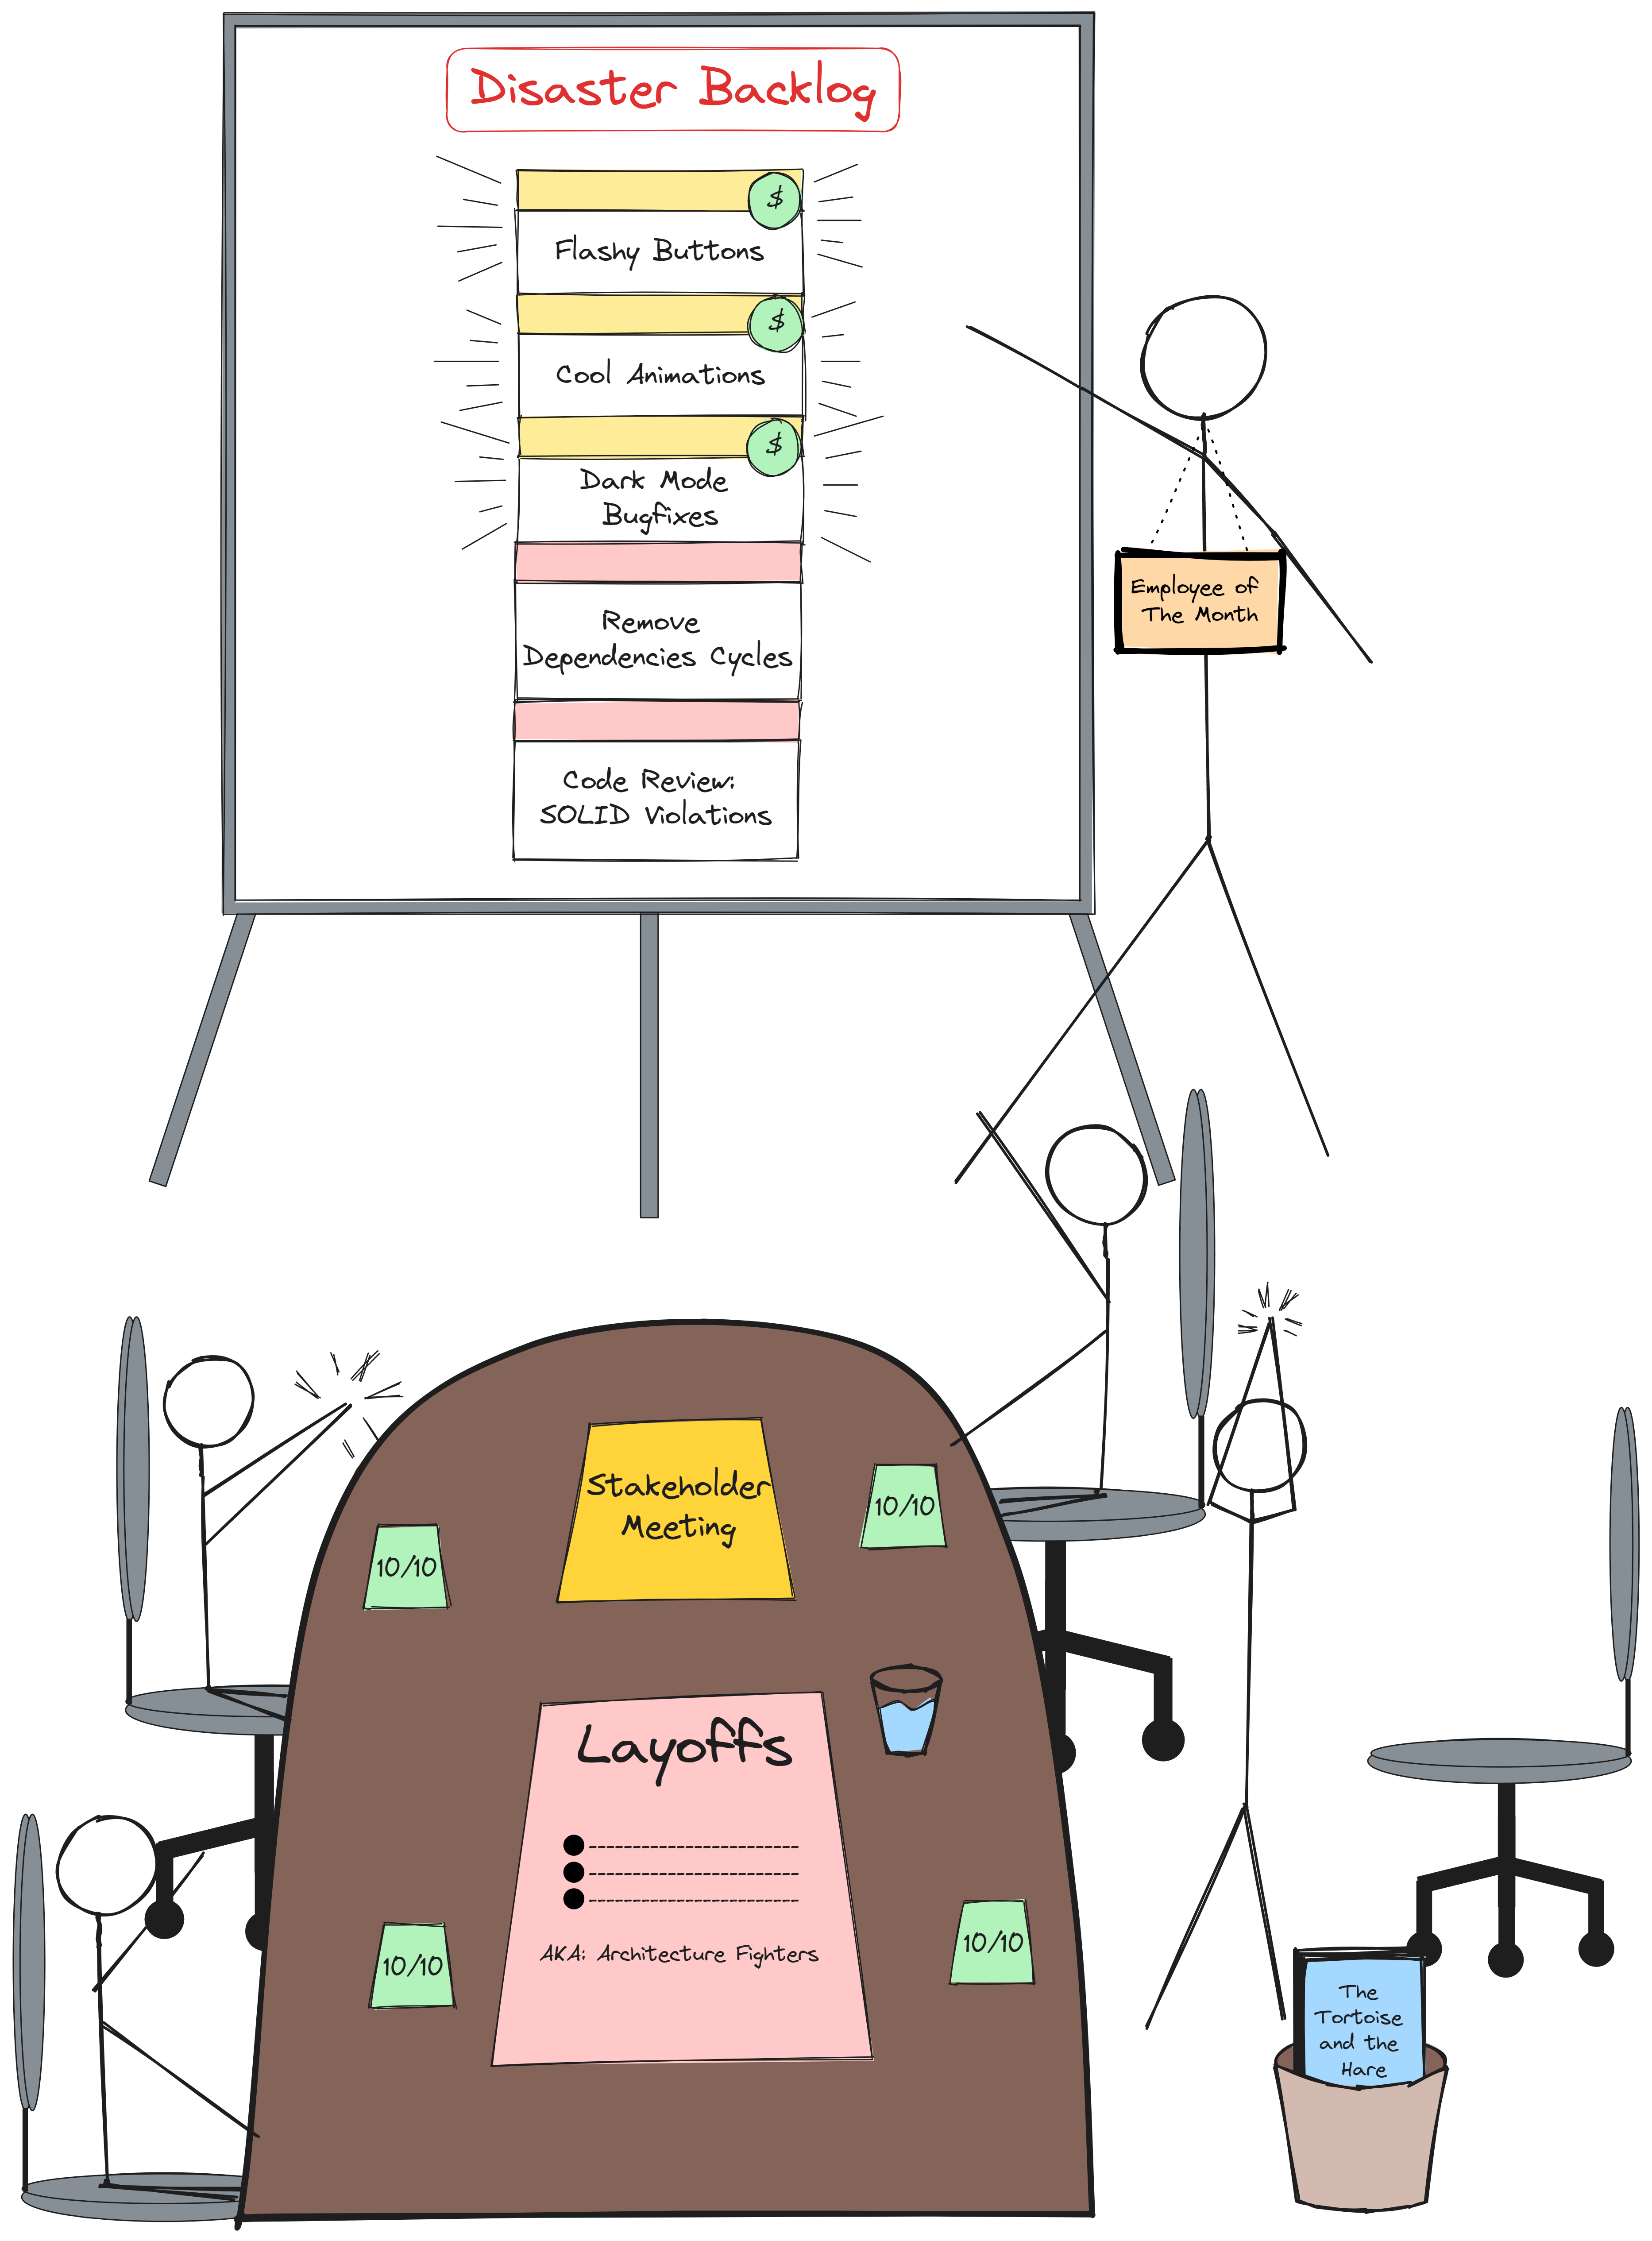 Disaster Backlog
$
Flashy Buttons
$
Cool Animations
$
Dark Mode
Bugfixes
Remove
Dependencies Cycles
Code Review:
SOLID Violations
Employee of
The Month
Stakeholder
Meeting
10/10
10/10
Layoffs
AKA: Architecture Fighters
10/10
10/10
The
Tortoise
and the
Hare